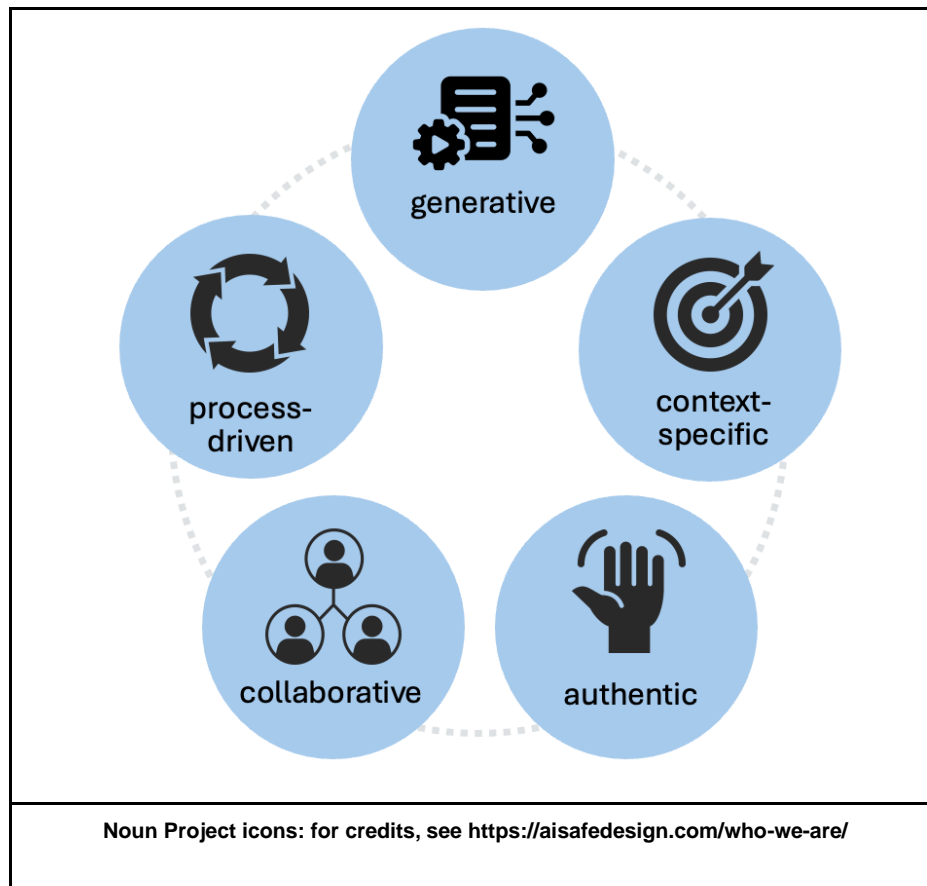 generative
process-
driven
context-
specific
collaborative
authentic
Noun Project icons: for credits, see https://aisafedesign.com/who-we-are/